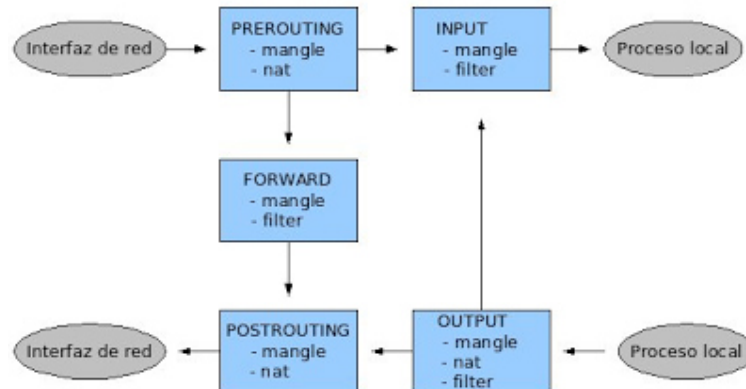 Interfaz de red
PREROUTING
- mangle
- nat
INPUT
- mangle
- filter
Proceso local
FORWARD
- mangle
- filter
Interfaz de red
POSTROUTING
- mangle
- nat
OUTPUT
- mangle
- nat
- filter
Proceso local